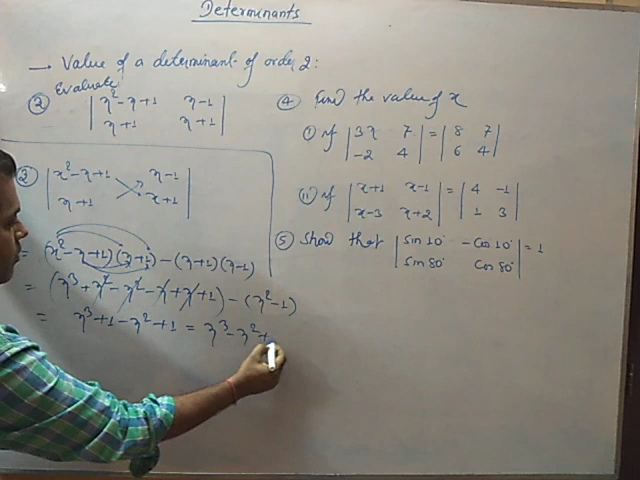 Determinants
→ Value of a determinant of order 2:
Evaluate
② | x²-x+1   x-1 |
| x+1   x+1 |
③ | x²-x+1   x-1 |
| x+1   x+1 |
= (x²-x+1)(x+1) - (x+1)(x-1)
= (x³+x²-x²-x+x+1) - (x²-1)
= x³+1-x²+1 = x³-x²+
④ Find the value of x
(i) if | 3x   7 | = | 8   7 |
| -2   4 |   | 6   4 |
(ii) if | x+1   x-1 | = | 4   -1 |
| x-3   x+2 |   | 1   3 |
⑤ Show that | sin 10°   -cos 10° | = 1
| sin 80°   cos 80° |